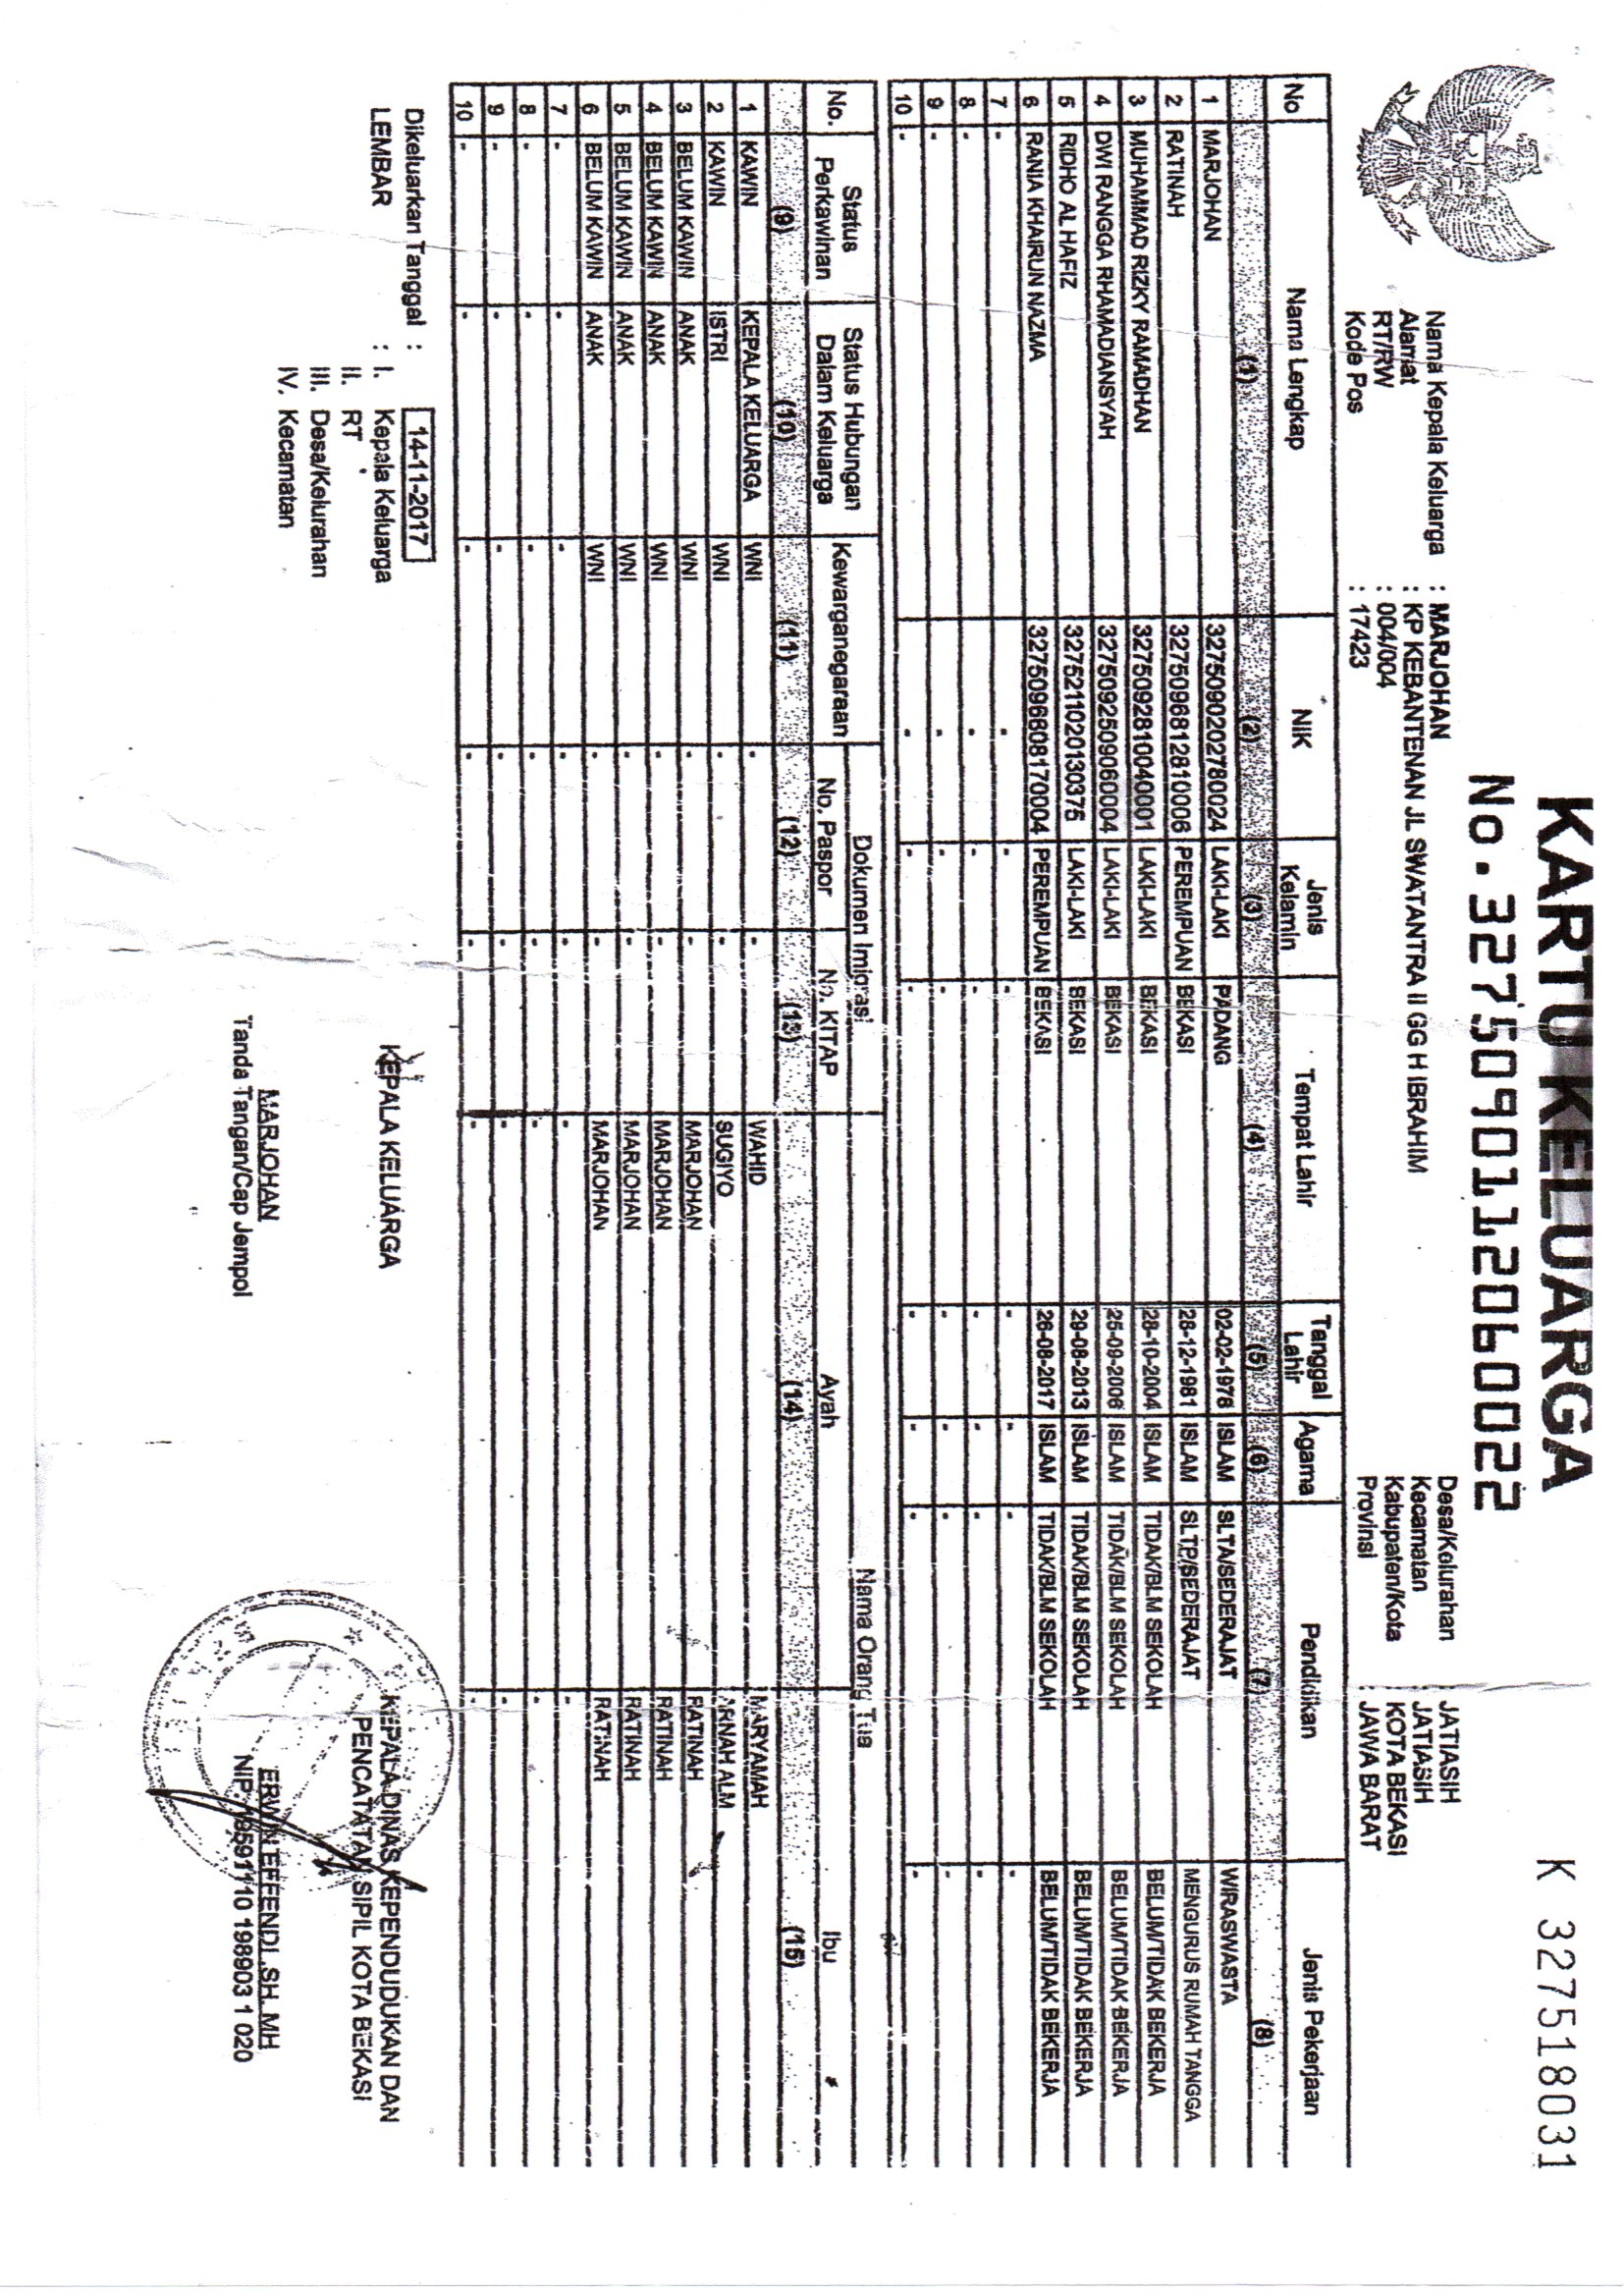 KARTU KELUARGA
No. 3275090112060022
K 327518031
Nama Kepala Keluarga : MARJOHAN
Alamat : KP KEBANTENAN JL SWATANTRA II GG H IBRAHIM
RT/RW : 004/004
Kode Pos : 17423
Desa/Kelurahan : JATIASIH
Kecamatan : JATIASIH
Kabupaten/Kota : KOTA BEKASI
Provinsi : JAWA BARAT
No Nama Lengkap NIK Jenis Kelamin Tempat Lahir Tanggal Lahir Agama Pendidikan Jenis Pekerjaan
(1) (2) (3) (4) (5) (6) (7) (8)
1 MARJOHAN 3275090202780024 LAKI-LAKI PADANG 02-02-1978 ISLAM SLTA/SEDERAJAT WIRASWASTA
2 RATINAH 3275096812810006 PEREMPUAN BEKASI 28-12-1981 ISLAM SLTP/SEDERAJAT MENGURUS RUMAH TANGGA
3 MUHAMMAD RIZKY RAMADHAN 3275092810040001 LAKI-LAKI BEKASI 28-10-2004 ISLAM TIDAK/BLM SEKOLAH BELUM/TIDAK BEKERJA
4 DWI RANGGA RHAMADIANSYAH 3275092509060004 LAKI-LAKI BEKASI 25-09-2006 ISLAM TIDAK/BLM SEKOLAH BELUM/TIDAK BEKERJA
5 RIDHO AL HAFIZ 3275211020130375 LAKI-LAKI BEKASI 29-08-2013 ISLAM TIDAK/BLM SEKOLAH BELUM/TIDAK BEKERJA
6 RANIA KHAIRUN NAZMA 3275096608170004 PEREMPUAN BEKASI 26-08-2017 ISLAM TIDAK/BLM SEKOLAH BELUM/TIDAK BEKERJA
7 - - - - - - - -
8 - - - - - - - -
9 - - - - - - - -
10 - - - - - - - -
No. Status Perkawinan Status Hubungan Dalam Keluarga Kewarganegaraan Dokumen Imigrasi Nama Orang Tua
No. Paspor No. KITAP Ayah Ibu
(9) (10) (11) (12) (13) (14) (15)
1 KAWIN KEPALA KELUARGA WNI - - WAHID MARYAMAH
2 KAWIN ISTRI WNI - - SUGIYO ARNAH ALM
3 BELUM KAWIN ANAK WNI - - MARJOHAN RATINAH
4 BELUM KAWIN ANAK WNI - - MARJOHAN RATINAH
5 BELUM KAWIN ANAK WNI - - MARJOHAN RATINAH
6 BELUM KAWIN ANAK WNI - - MARJOHAN RATINAH
7 - - - - - - -
8 - - - - - - -
9 - - - - - - -
10 - - - - - - -
Dikeluarkan Tanggal : 14-11-2017
LEMBAR : I. Kepala Keluarga
II. RT
III. Desa/Kelurahan
IV. Kecamatan
KEPALA KELUARGA
MARJOHAN
Tanda Tangan/Cap Jempol
KEPALA DINAS KEPENDUDUKAN DAN
PENCATATAN SIPIL KOTA BEKASI
ERWIN EFFENDI ,SH. MH
NIP. 19591110 198903 1 020